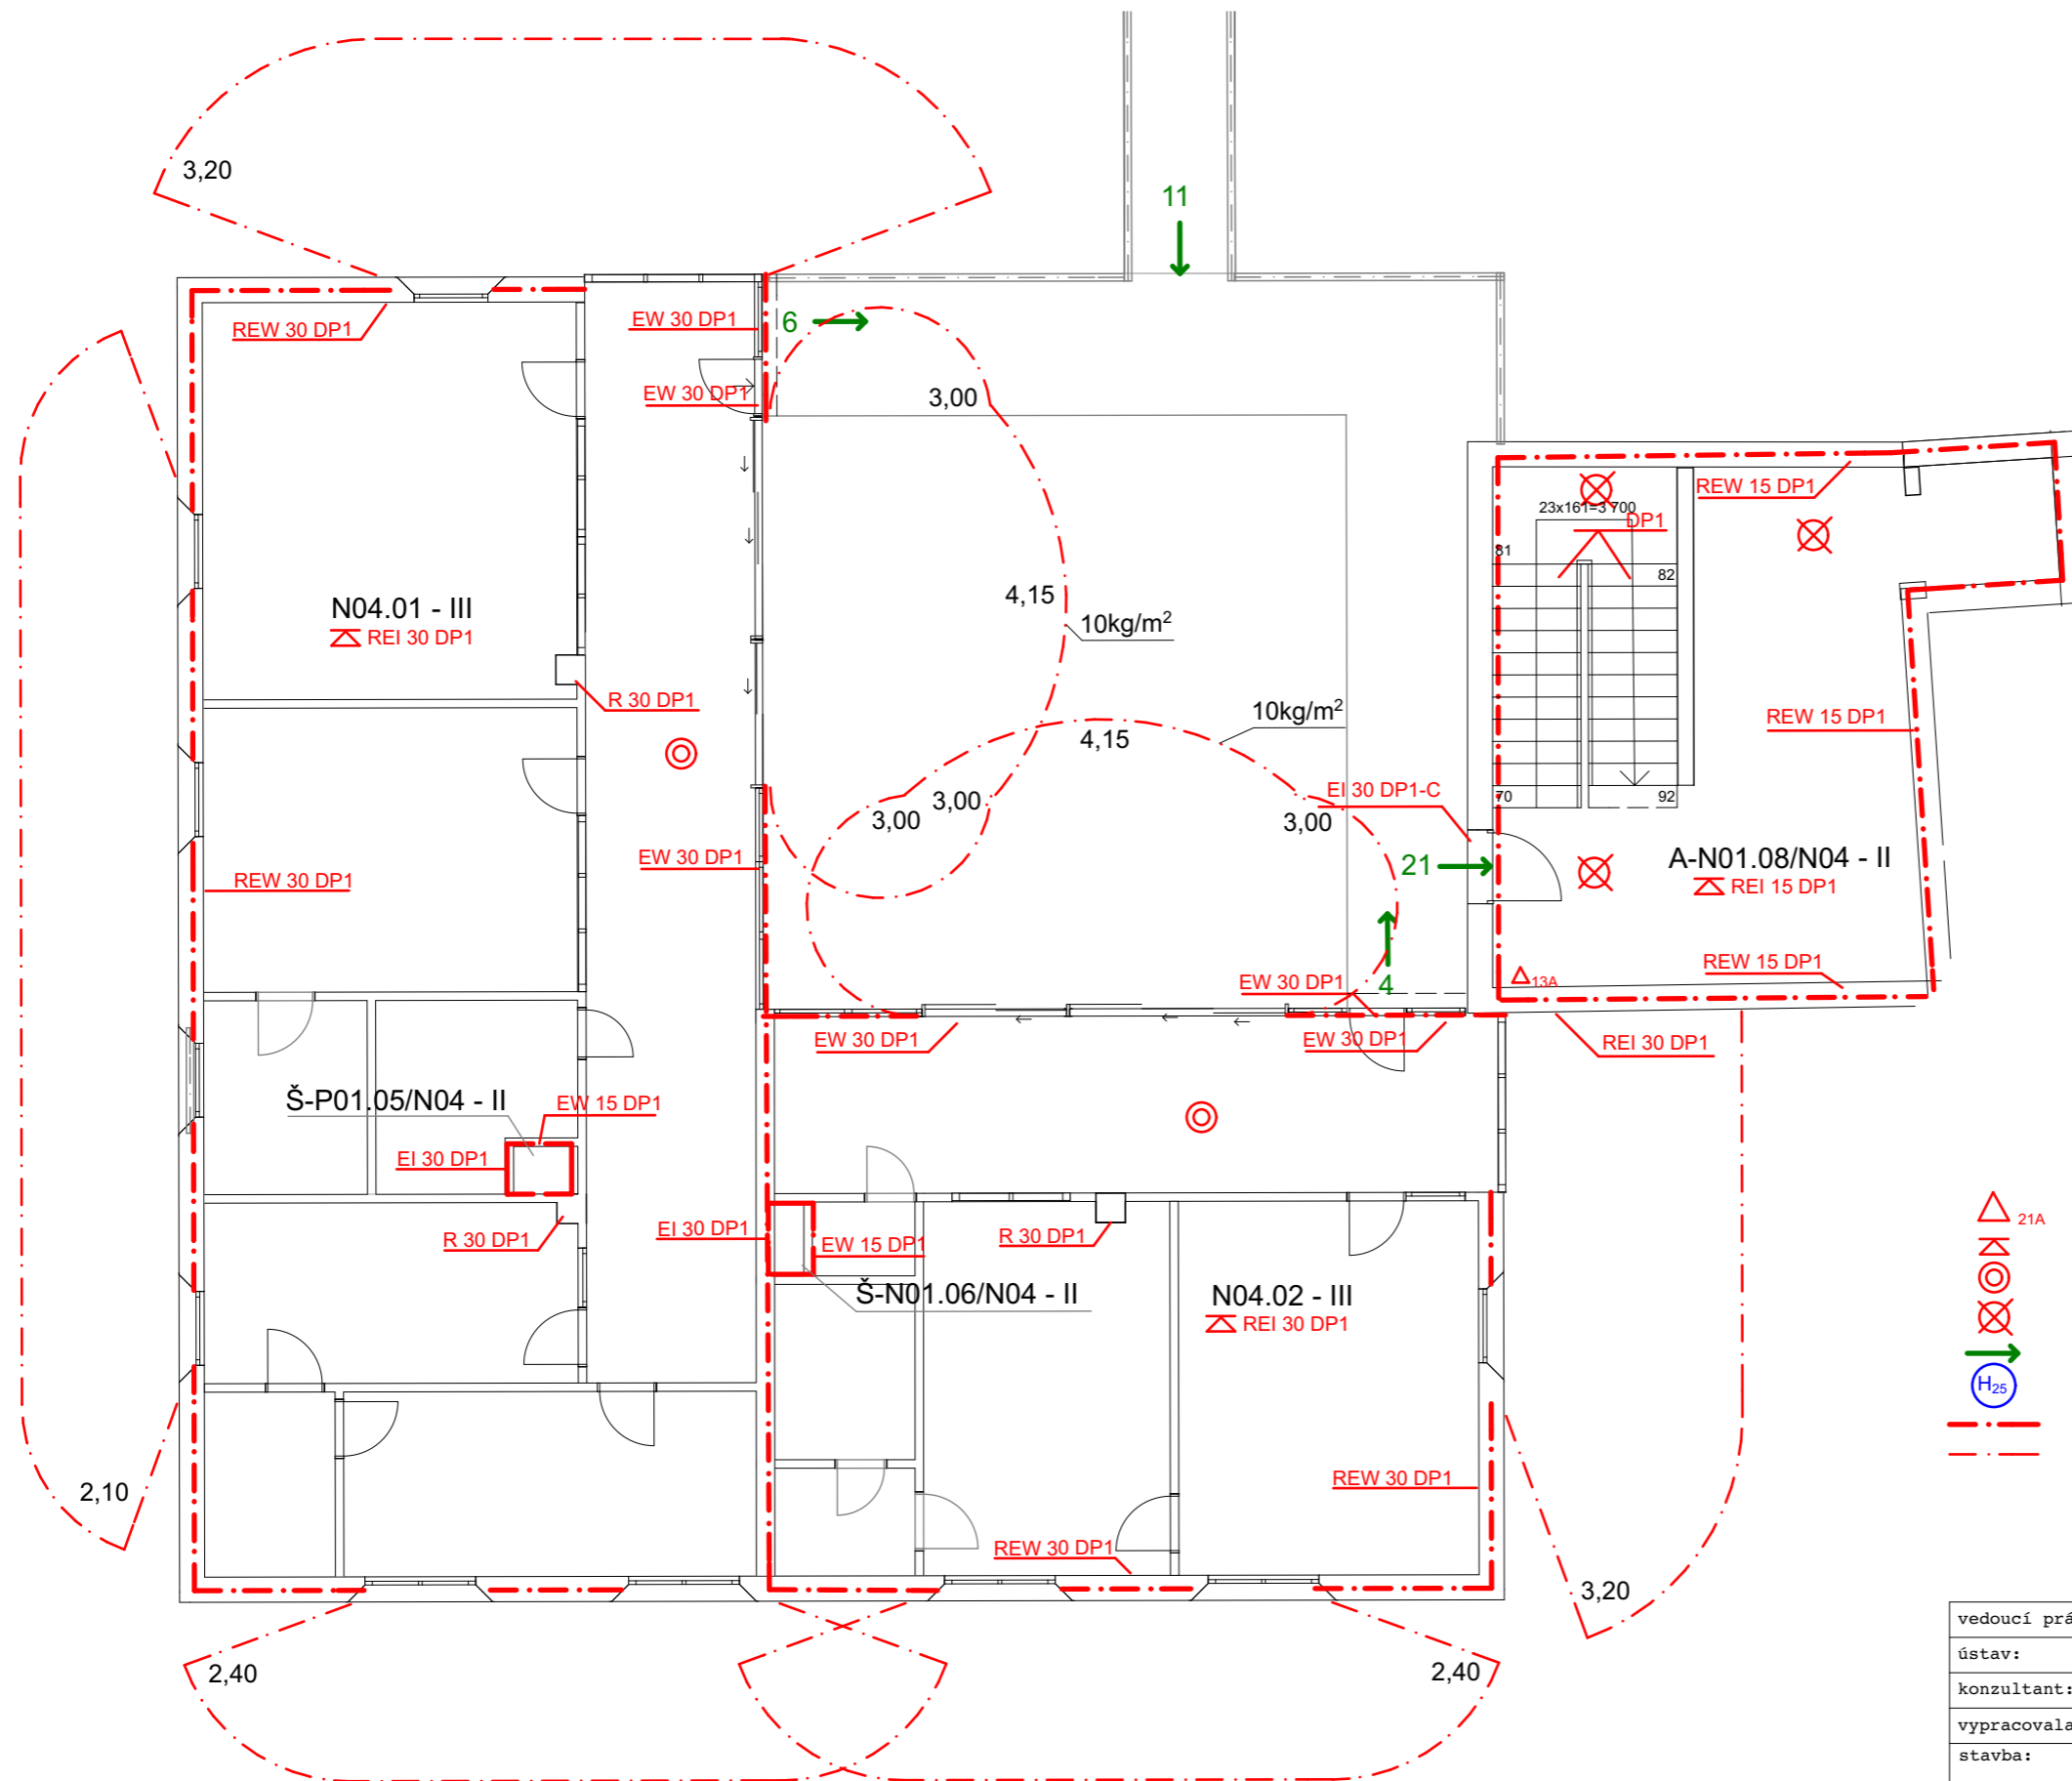 3,20
11
REW 30 DP1
EW 30 DP1
6
EW 30 DP1
3,00
REW 15 DP1
23x161=3 700
DP1
81
82
N04.01 - III
REI 30 DP1
4,15
10kg/m²
R 30 DP1
10kg/m²
4,15
REW 15 DP1
EI 30 DP1-C
70
92
3,00
3,00
3,00
EW 30 DP1
21
A-N01.08/N04 - II
REI 15 DP1
REW 30 DP1
REW 15 DP1
13A
EW 30 DP1
4
EW 30 DP1
EW 30 DP1
REI 30 DP1
Š-P01.05/N04 - II
EW 15 DP1
EI 30 DP1
21A
EI 30 DP1
R 30 DP1
EW 15 DP1
R 30 DP1
Š-N01.06/N04 - II
N04.02 - III
REI 30 DP1
H25
2,10
REW 30 DP1
REW 30 DP1
3,20
2,40
2,40
vedoucí prá
ústav:
konzultant:
vypracovala
stavba: